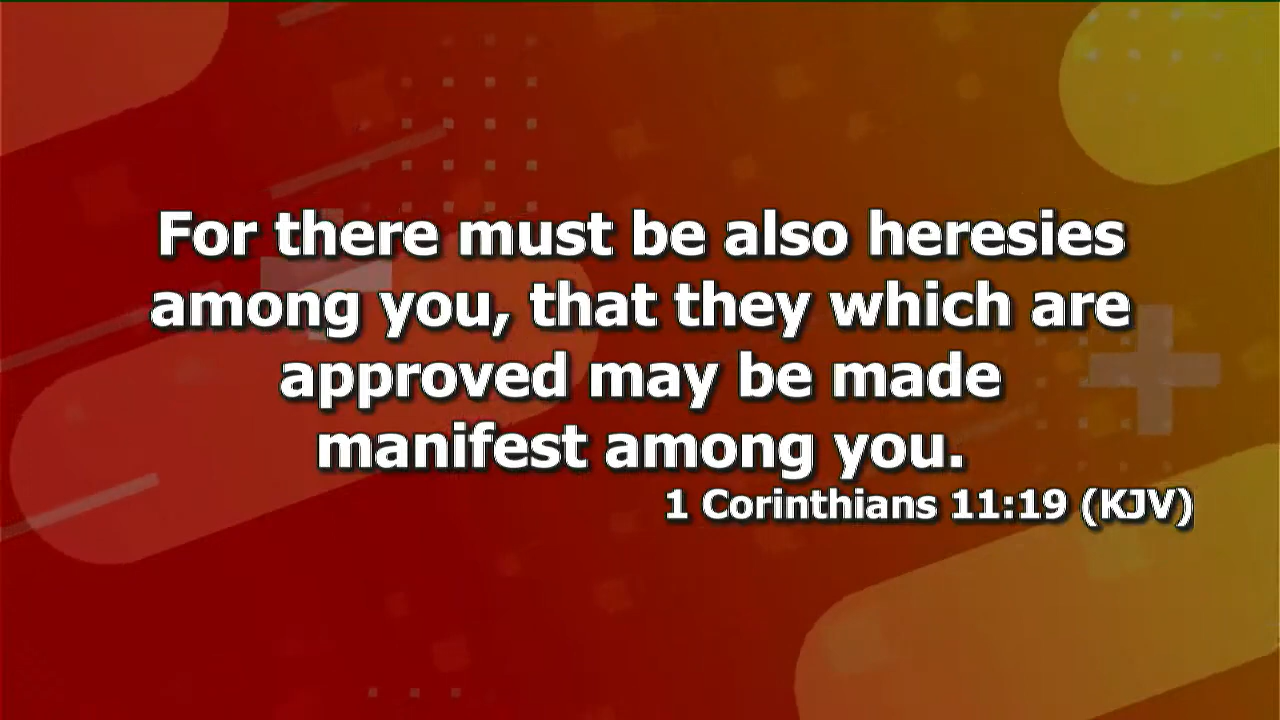 For there must be also heresies
among you, that they which are
approved may be made
manifest among you.
1 Corinthians 11:19 (KJV)